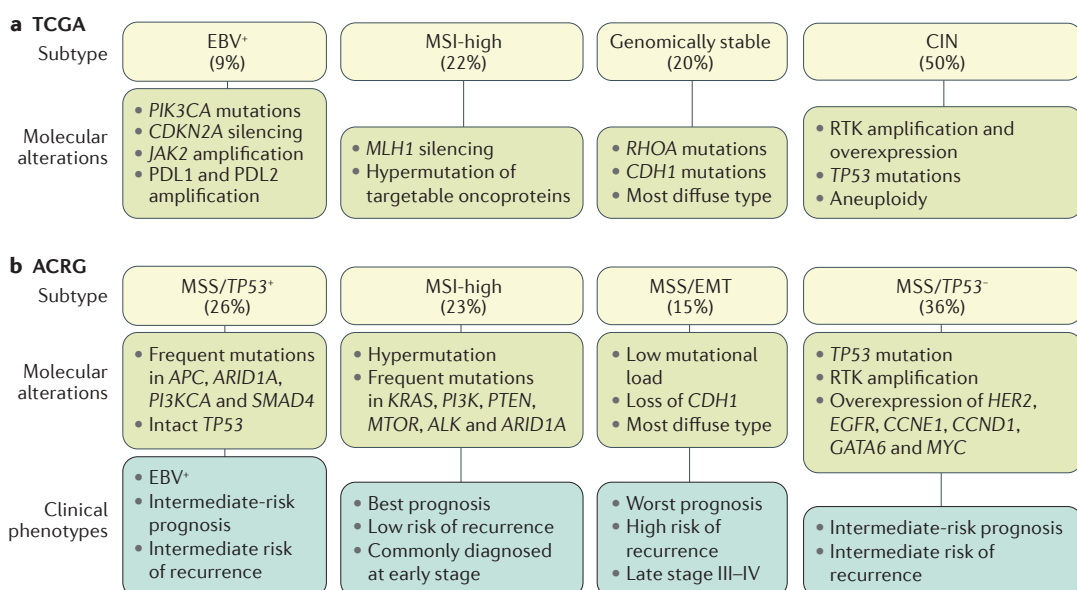 a TCGA
Subtype
EBV⁺
(9%)
MSI-high
(22%)
Genomically stable
(20%)
CIN
(50%)
Molecular
alterations
• PIK3CA mutations
• CDKN2A silencing
• JAK2 amplification
• PDL1 and PDL2
amplification
• MLH1 silencing
• Hypermutation of
targetable oncoproteins
• RHOA mutations
• CDH1 mutations
• Most diffuse type
• RTK amplification and
overexpression
• TP53 mutations
• Aneuploidy
b ACRG
Subtype
MSS/TP53⁺
(26%)
MSI-high
(23%)
MSS/EMT
(15%)
MSS/TP53⁻
(36%)
Molecular
alterations
• Frequent mutations
in APC, ARID1A,
PI3KCA and SMAD4
• Intact TP53
• Hypermutation
• Frequent mutations
in KRAS, PI3K, PTEN,
MTOR, ALK and ARID1A
• Low mutational
load
• Loss of CDH1
• Most diffuse type
• TP53 mutation
• RTK amplification
• Overexpression of HER2,
EGFR, CCNE1, CCND1,
GATA6 and MYC
Clinical
phenotypes
• EBV⁺
• Intermediate-risk
prognosis
• Intermediate risk
of recurrence
• Best prognosis
• Low risk of recurrence
• Commonly diagnosed
at early stage
• Worst prognosis
• High risk of
recurrence
• Late stage III–IV
• Intermediate-risk prognosis
• Intermediate risk of
recurrence